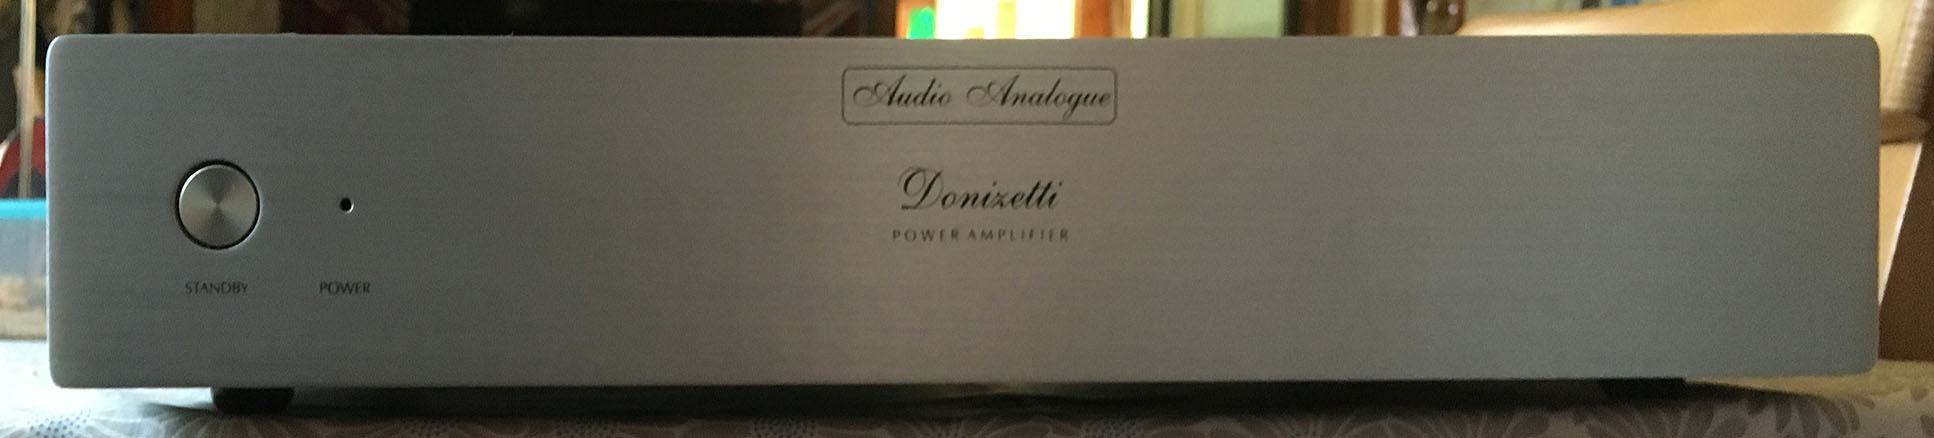 Audio Analogue
Donizetti
POWER AMPLIFIER
STANDBY
POWER